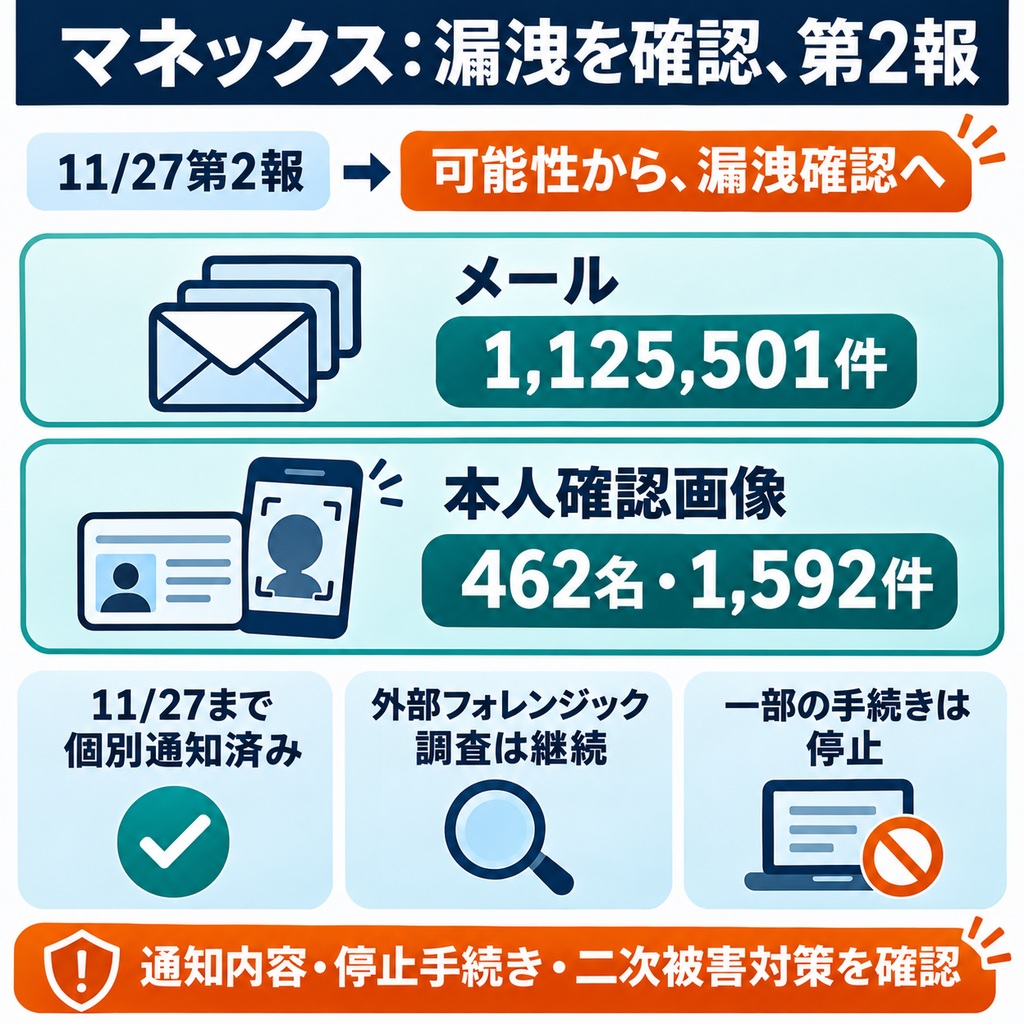 マネックス:漏洩を確認、第2報
11/27第2報
可能性から、漏洩確認へ
メール
1,125,501件
本人確認画像
462名・1,592件
11/27まで
個別通知済み
外部フォレンジック
調査は継続
一部の手続きは
停止
通知内容・停止手続き・二次被害対策を確認